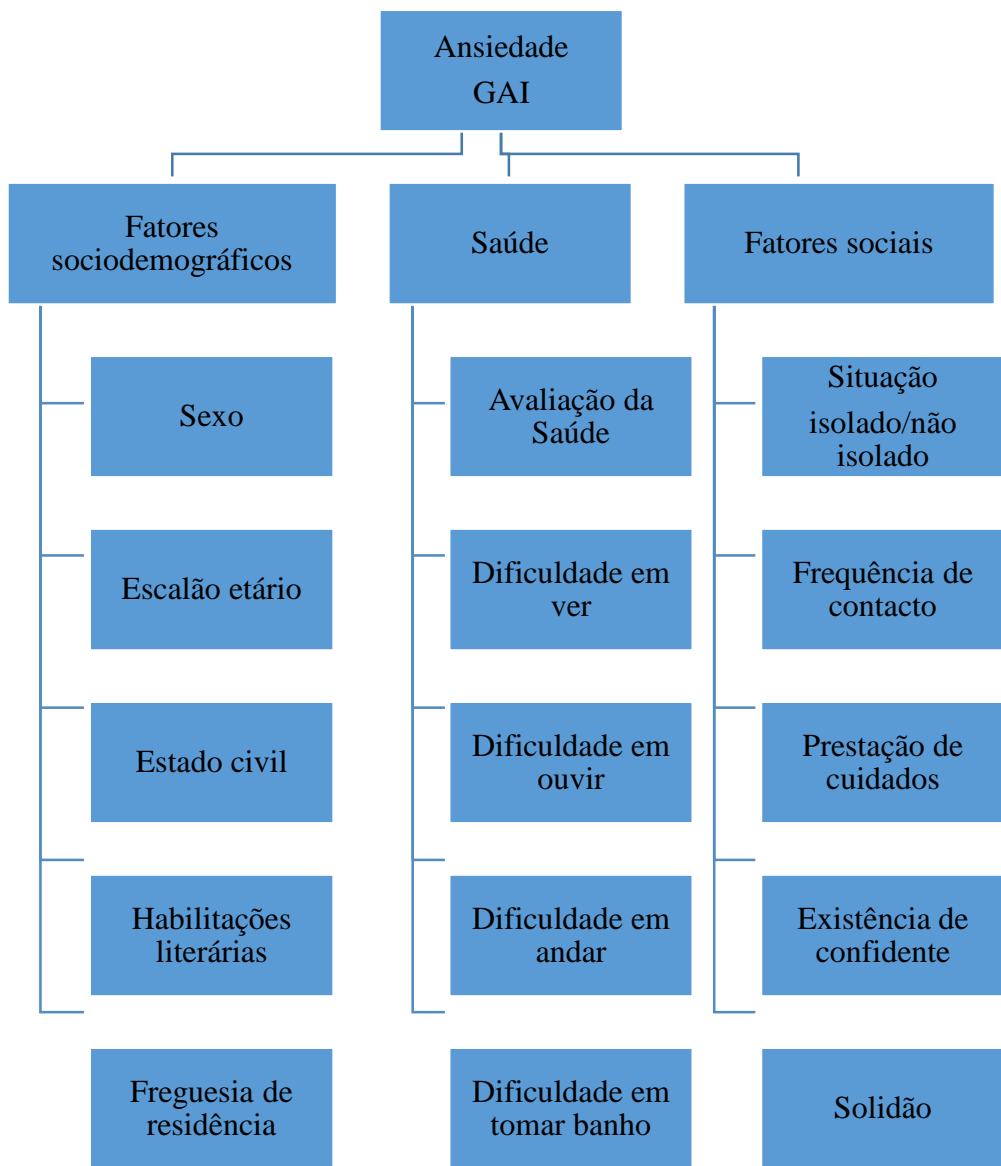 Ansiedade
GAI
Fatores
sociodemográficos
Sexo
Escalão etário
Estado civil
Habilitações
literárias
Freguesia de
residência
Saúde
Avaliação da
Saúde
Dificuldade em
ver
Dificuldade em
ouvir
Dificuldade em
andar
Dificuldade em
tomar banho
Fatores sociais
Situação
isolado/não
isolado
Frequência de
contacto
Prestação de
cuidados
Existência de
confidente
Solidão